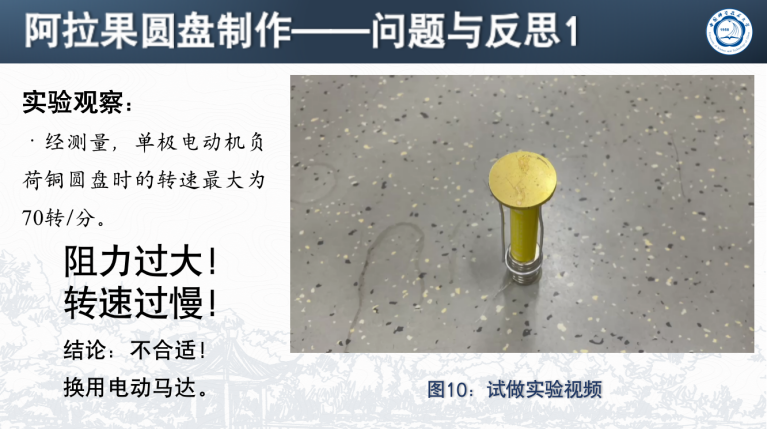 阿拉果圆盘制作——问题与反思1
实验观察：
·经测量，单极电动机负
荷铜圆盘时的转速最大为
70转/分。
阻力过大！
转速过慢！
结论：不合适！
换用电动马达。
图10：试做实验视频